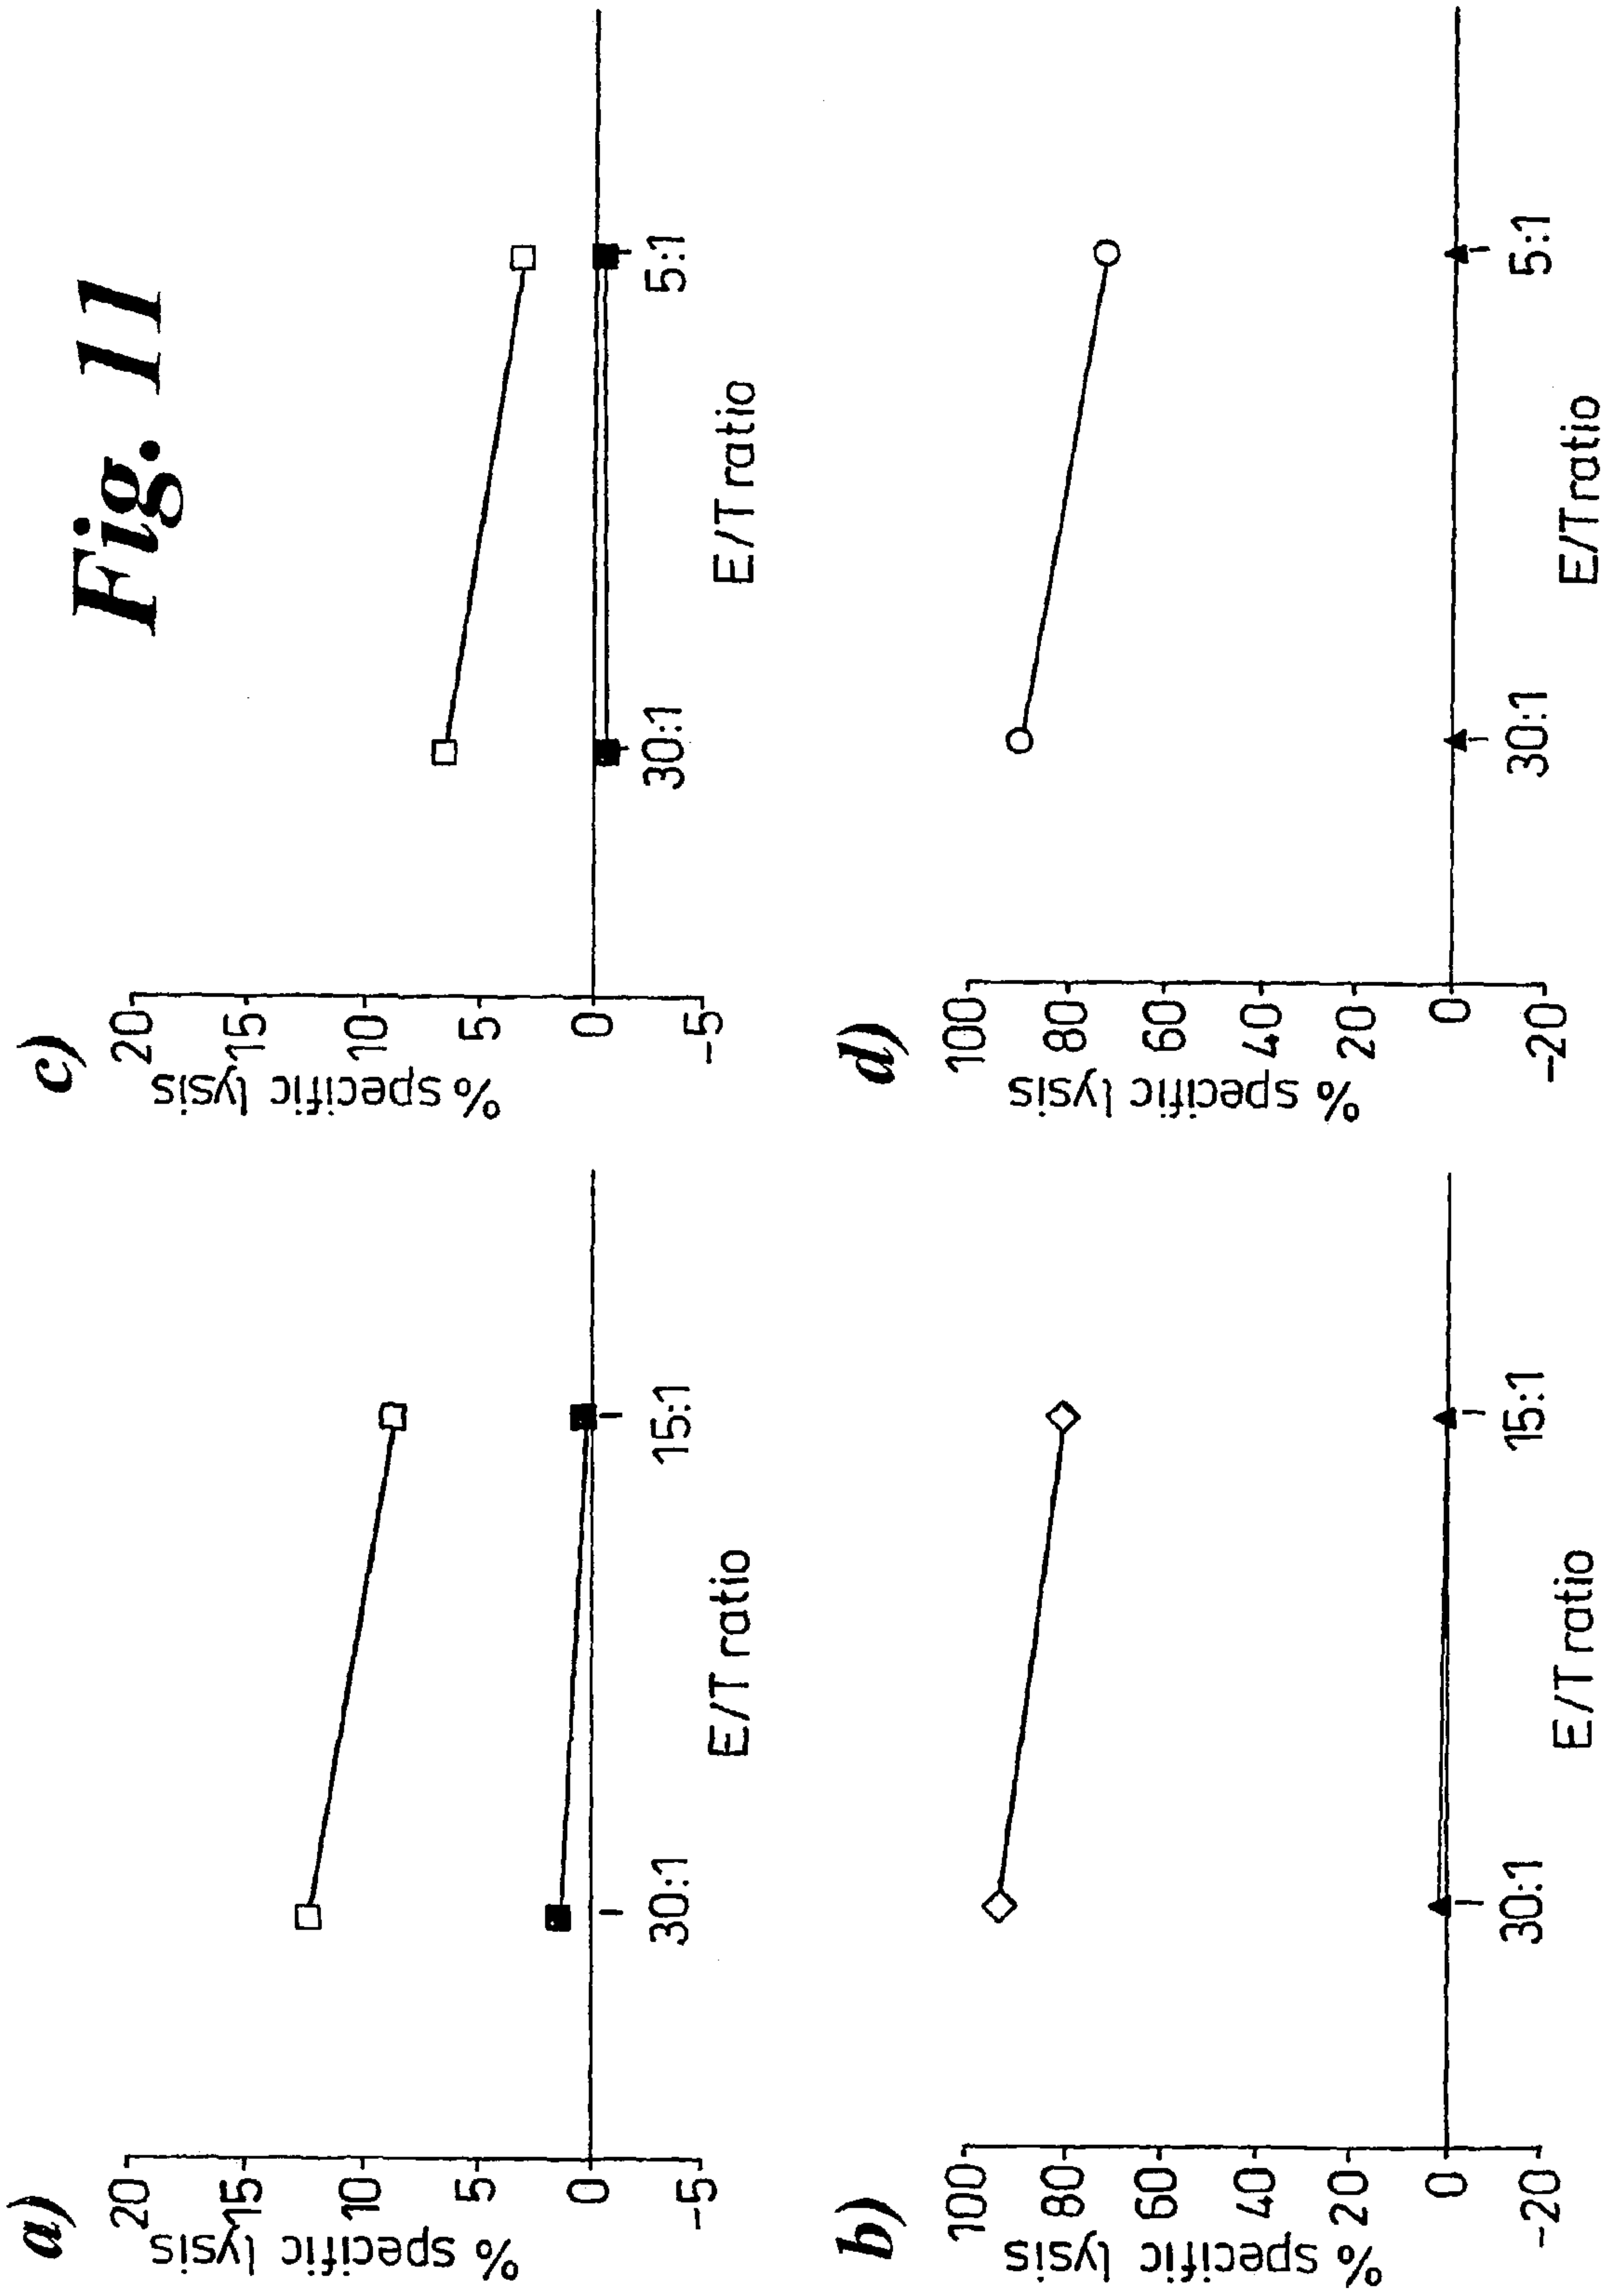 Fig. 11
a)
% specific lysis
20
15
10
5
0
-5
30:1
15:1
E/T ratio
b)
% specific lysis
100
80
60
40
20
0
-20
30:1
15:1
E/T ratio
c)
% specific lysis
20
15
10
5
0
-5
30:1
5:1
E/T ratio
d)
% specific lysis
100
80
60
40
20
0
-20
30:1
5:1
E/T ratio